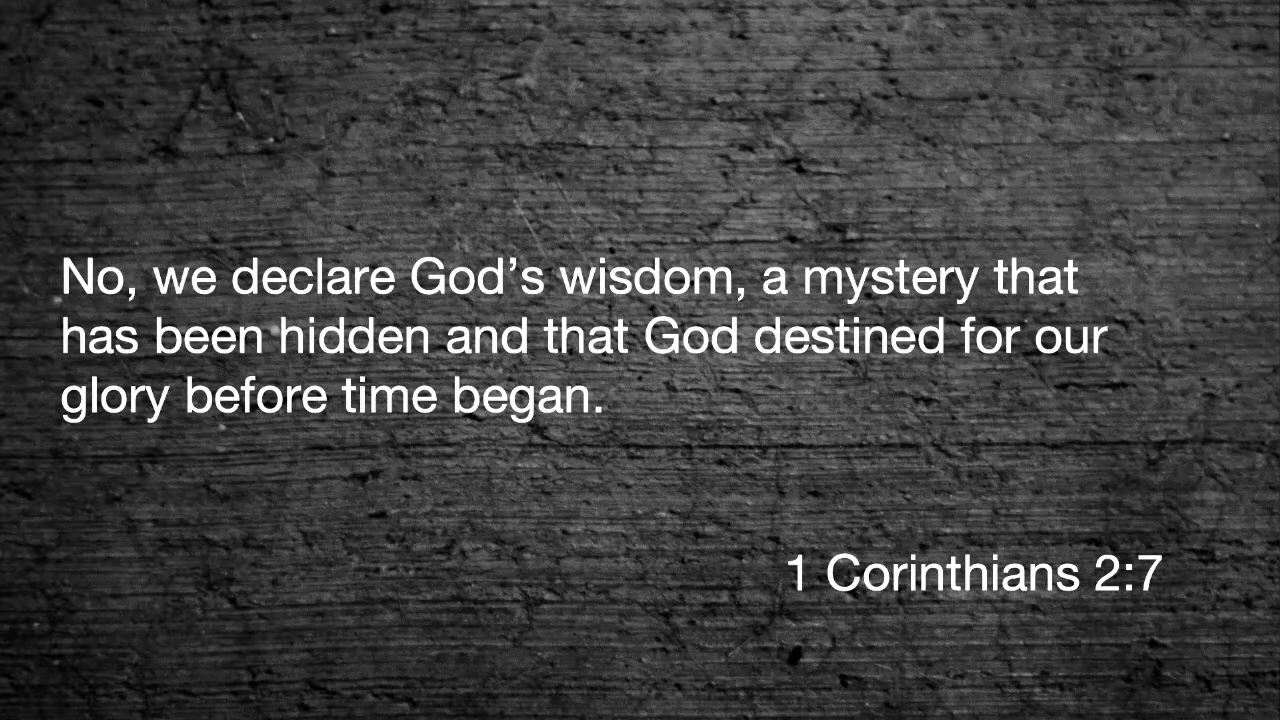 No, we declare God’s wisdom, a mystery that
has been hidden and that God destined for our
glory before time began.
1 Corinthians 2:7